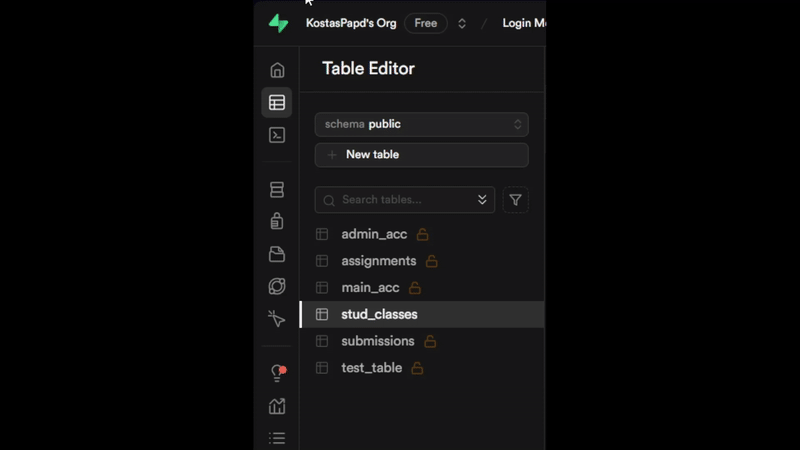 KostasPapd's Org Free / Login M
Table Editor
schema public
New table
Search tables...
admin_acc
assignments
main_acc
stud_classes
submissions
test_table